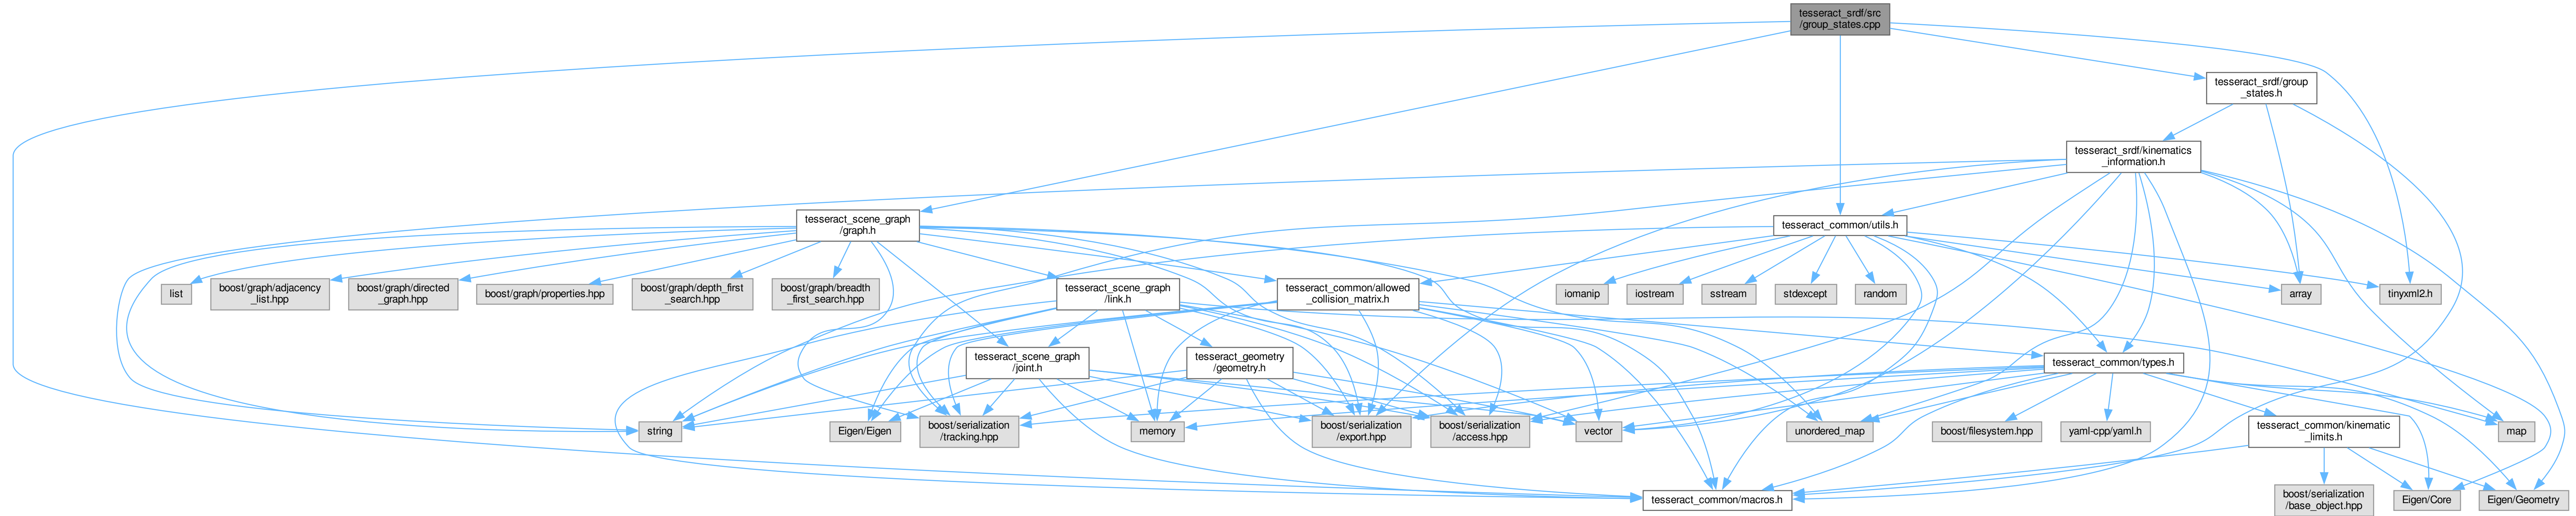 tesseract_srdf/src
/group_states.cpp
tesseract_srdf/group
_states.h
tesseract_srdf/kinematics
_information.h
tesseract_scene_graph
/graph.h
tesseract_common/utils.h
list
boost/graph/adjacency
_list.hpp
boost/graph/directed
_graph.hpp
boost/graph/properties.hpp
boost/graph/depth_first
_search.hpp
boost/graph/breadth
_first_search.hpp
tesseract_scene_graph
/link.h
tesseract_common/allowed
_collision_matrix.h
iomanip
iostream
sstream
stdexcept
random
array
tinyxml2.h
tesseract_scene_graph
/joint.h
tesseract_geometry
/geometry.h
tesseract_common/types.h
string
Eigen/Eigen
boost/serialization
/tracking.hpp
memory
boost/serialization
/export.hpp
boost/serialization
/access.hpp
vector
unordered_map
boost/filesystem.hpp
yaml-cpp/yaml.h
tesseract_common/kinematic
_limits.h
map
tesseract_common/macros.h
boost/serialization
/base_object.hpp
Eigen/Core
Eigen/Geometry